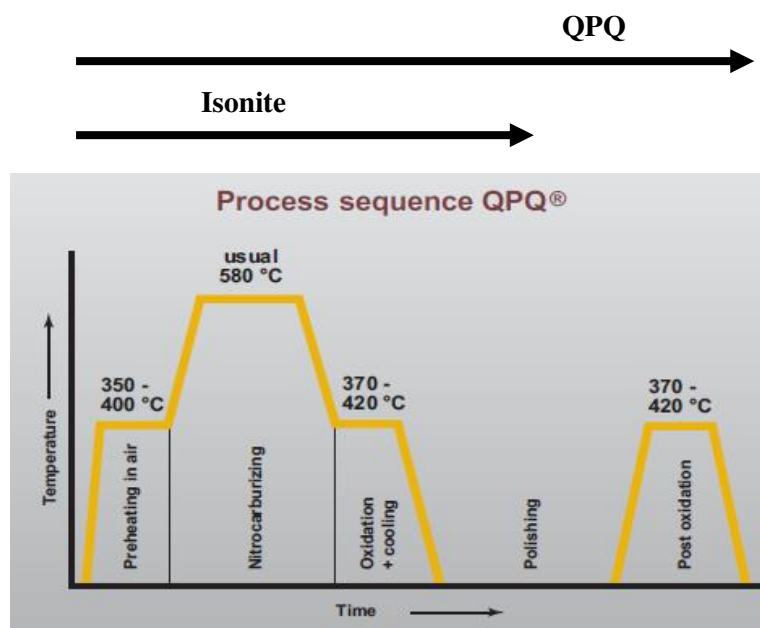 QPQ
Isonite
Process sequence QPQ®
usual
580 °C
350 -
400 °C
370 -
420 °C
370 -
420 °C
Temperature
Preheating in air
Nitrocarburizing
Oxidation
+ cooling
Polishing
Post oxidation
Time